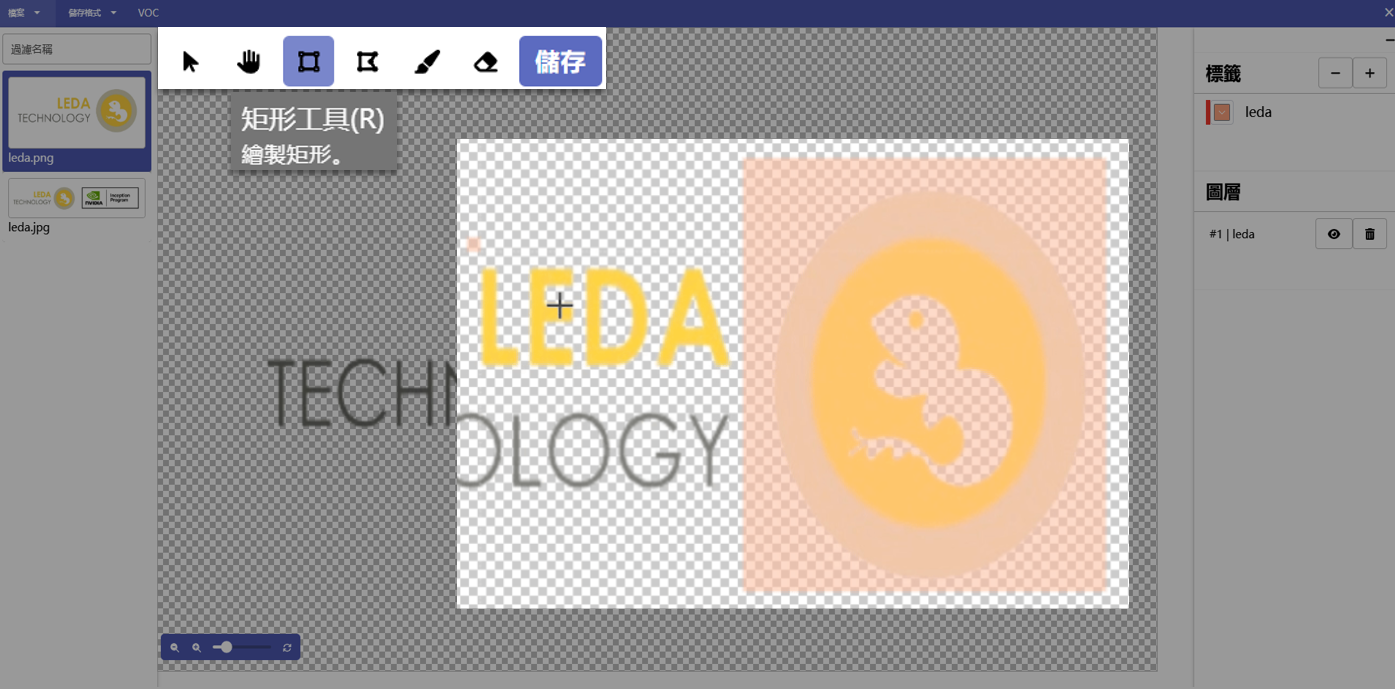 檔案
儲存格式
VOC
過濾名稱
LEDA
TECHNOLOGY
leda.png
LEDA
TECHNOLOGY
NVIDIA
Inception
Program
leda.jpg
儲存
矩形工具(R)
繪製矩形。
LEDA
TECHN
OLOGY
標籤
leda
圖層
#1 | leda